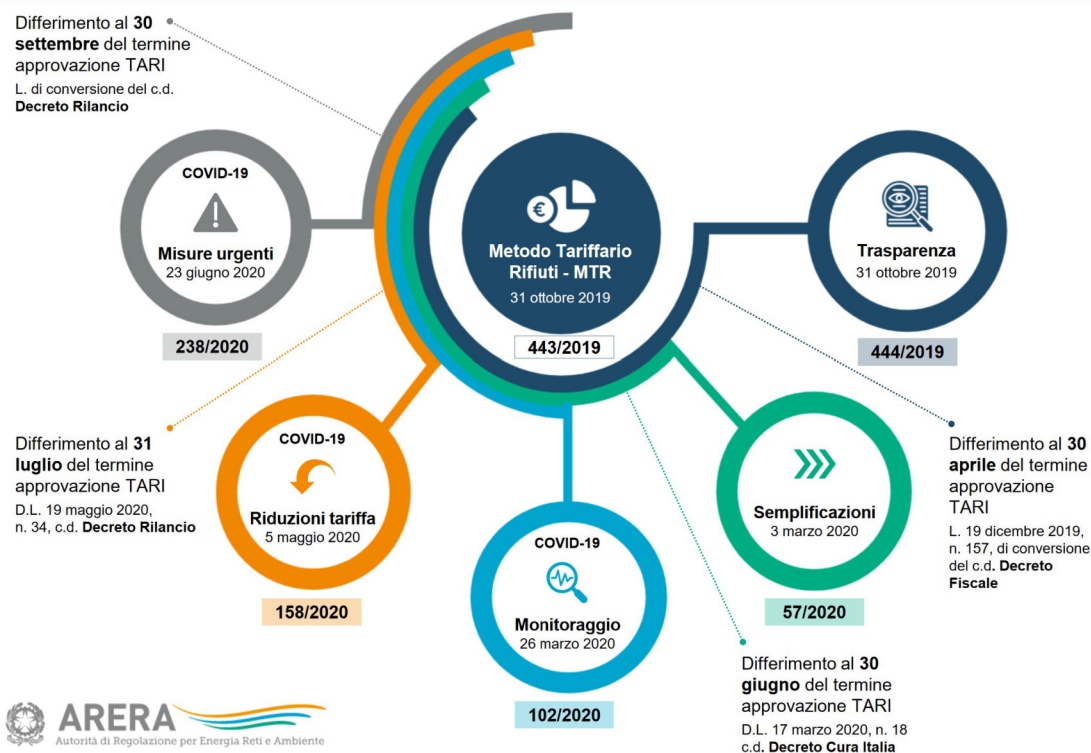 Differimento al 30
settembre del termine
approvazione TARI
L. di conversione del c.d.
Decreto Rilancio
COVID-19
Misure urgenti
23 giugno 2020
238/2020
€
Metodo Tariffario
Rifiuti - MTR
31 ottobre 2019
443/2019
Trasparenza
31 ottobre 2019
444/2019
Differimento al 31
luglio del termine
approvazione TARI
D.L. 19 maggio 2020,
n. 34, c.d. Decreto Rilancio
COVID-19
Riduzioni tariffa
5 maggio 2020
158/2020
COVID-19
Monitoraggio
26 marzo 2020
102/2020
Semplificazioni
3 marzo 2020
57/2020
Differimento al 30
aprile del termine
approvazione
TARI
L. 19 dicembre 2019,
n. 157, di conversione
del c.d. Decreto
Fiscale
Differimento al 30
giugno del termine
approvazione TARI
D.L. 17 marzo 2020, n. 18
c.d. Decreto Cura Italia
ARERA
Autorità di Regolazione per Energia Reti e Ambiente